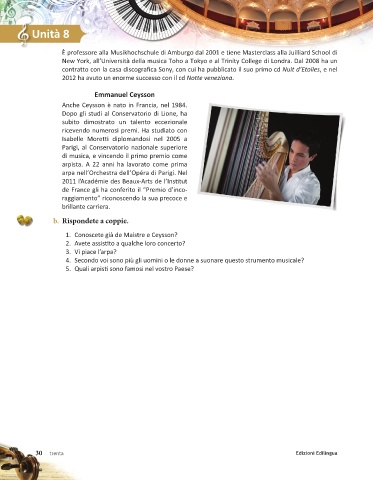 Unità 8
È professore alla Musikhochschule di Amburgo dal 2001 e tiene Masterclass alla Juilliard School di
New York, all'Università della musica Toho a Tokyo e al Trinity College di Londra. Dal 2008 ha un
contratto con la casa discografica Sony, con cui ha pubblicato il suo primo cd Nuit d'Etoiles, e nel
2012 ha avuto un enorme successo con il cd Notte veneziana.
Emmanuel Ceysson
Anche Ceysson è nato in Francia, nel 1984.
Dopo gli studi al Conservatorio di Lione, ha
subito dimostrato un talento eccezionale
ricevendo numerosi premi. Ha studiato con
Isabelle Moretti diplomandosi nel 2005 a
Parigi, al Conservatorio nazionale superiore
di musica, e vincendo il primo premio come
arpista. A 22 anni ha lavorato come prima
arpa nell'Orchestra dell'Opéra di Parigi. Nel
2011 l'Académie des Beaux-Arts de l'Institut
de France gli ha conferito il "Premio d'inco-
raggiamento" riconoscendo la sua precoce e
brillante carriera.
b. Rispondete a coppie.
1. Conoscete già de Maistre e Ceysson?
2. Avete assistito a qualche loro concerto?
3. Vi piace l'arpa?
4. Secondo voi sono più gli uomini o le donne a suonare questo strumento musicale?
5. Quali arpisti sono famosi nel vostro Paese?
30 trenta
Edizioni Edilingua